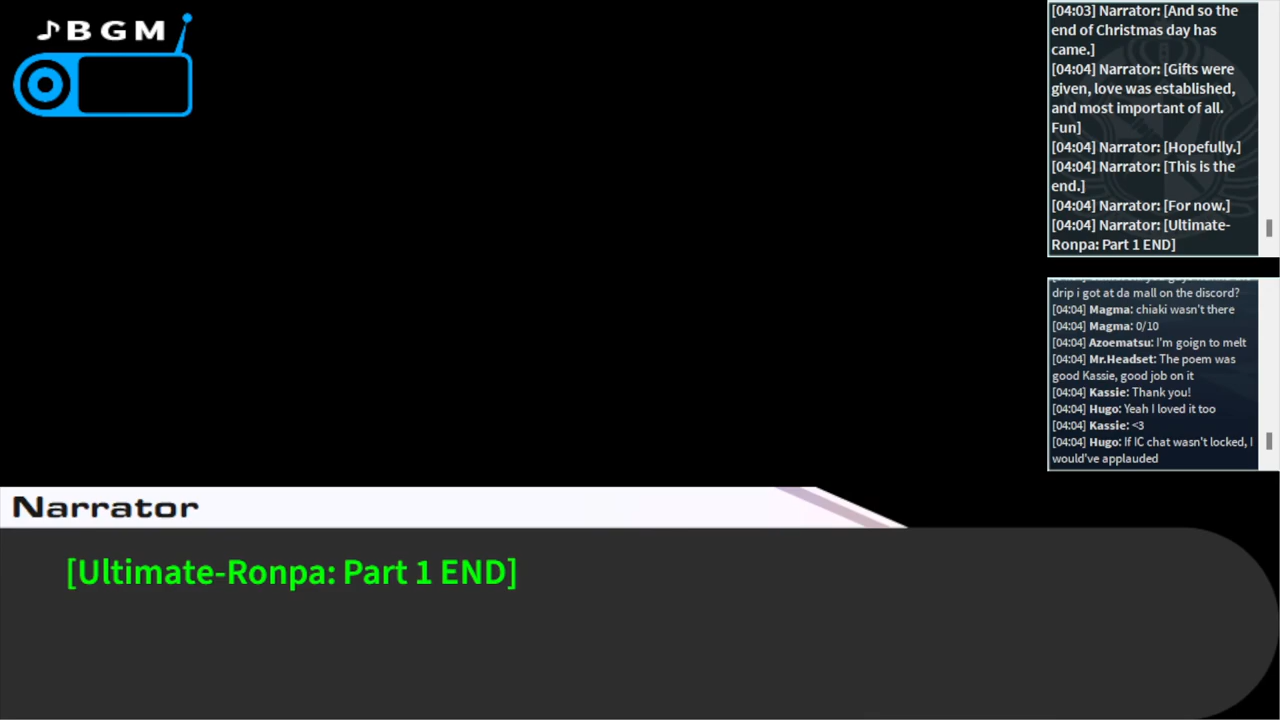 ♪BGM
[04:03] Narrator: [And so the
end of Christmas day has
came.]
[04:04] Narrator: [Gifts were
given, love was established,
and most important of all.
Fun]
[04:04] Narrator: [Hopefully.]
[04:04] Narrator: [This is the
end.]
[04:04] Narrator: [For now.]
[04:04] Narrator: [Ultimate-
Ronpa: Part 1 END]
drip i got at da mall on the discord?
[04:04] Magma: chiaki wasn't there
[04:04] Magma: 0/10
[04:04] Azoematsu: I'm goign to melt
[04:04] Mr.Headset: The poem was
good Kassie, good job on it
[04:04] Kassie: Thank you!
[04:04] Hugo: Yeah I loved it too
[04:04] Kassie: <3
[04:04] Hugo: If IC chat wasn't locked, I
would've applauded
Narrator
[Ultimate-Ronpa: Part 1 END]